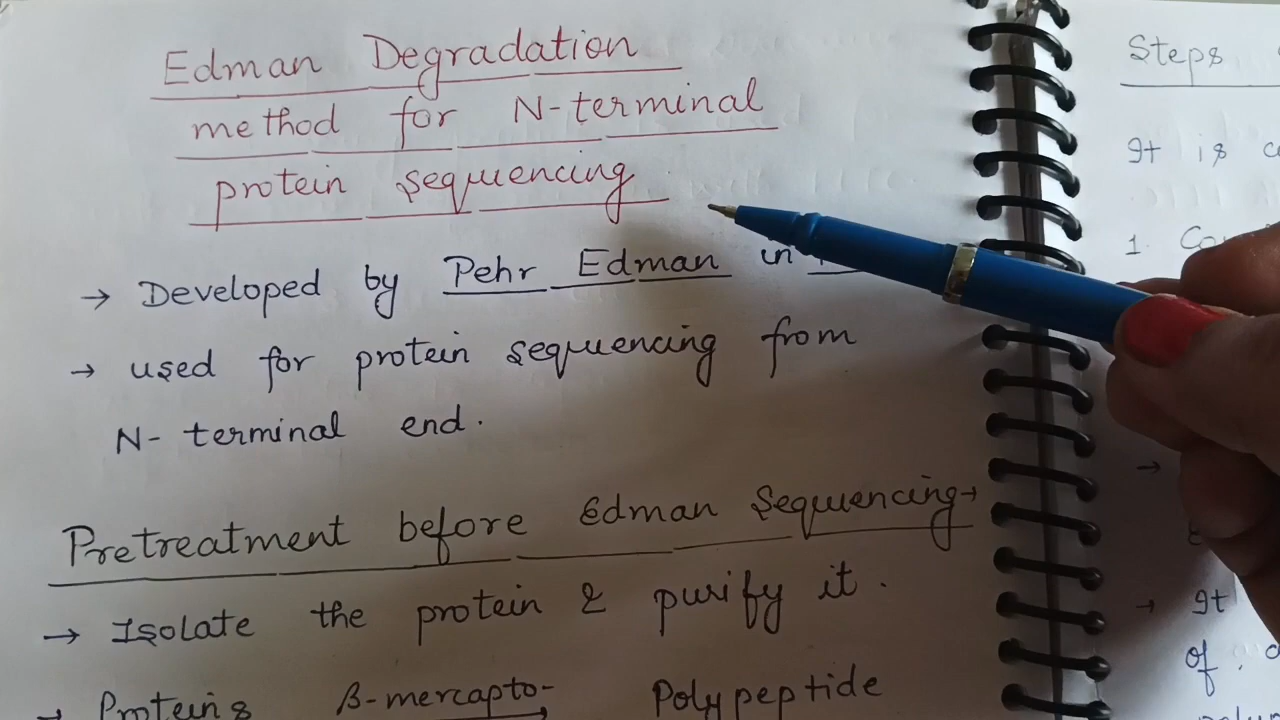 Edman Degradation
method for N-terminal
protein sequencing
→ Developed by Pehr Edman in
→ used for protein sequencing from
N-terminal end.
Pretreatment before Edman Sequencing→
→ Isolate the protein & purify it.
→ Proteins β-mercapto- Polypeptide
Steps
It is
1.
→
→ It
of